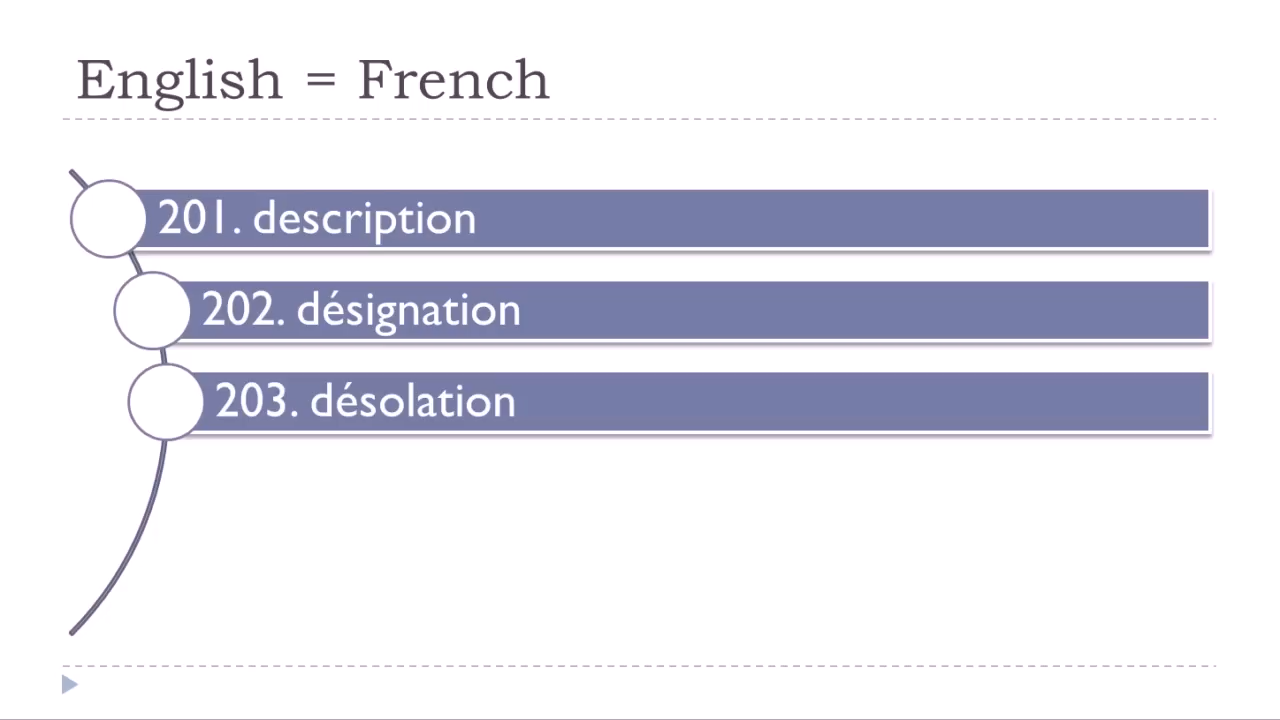 English = French
201. description
202. désignation
203. désolation